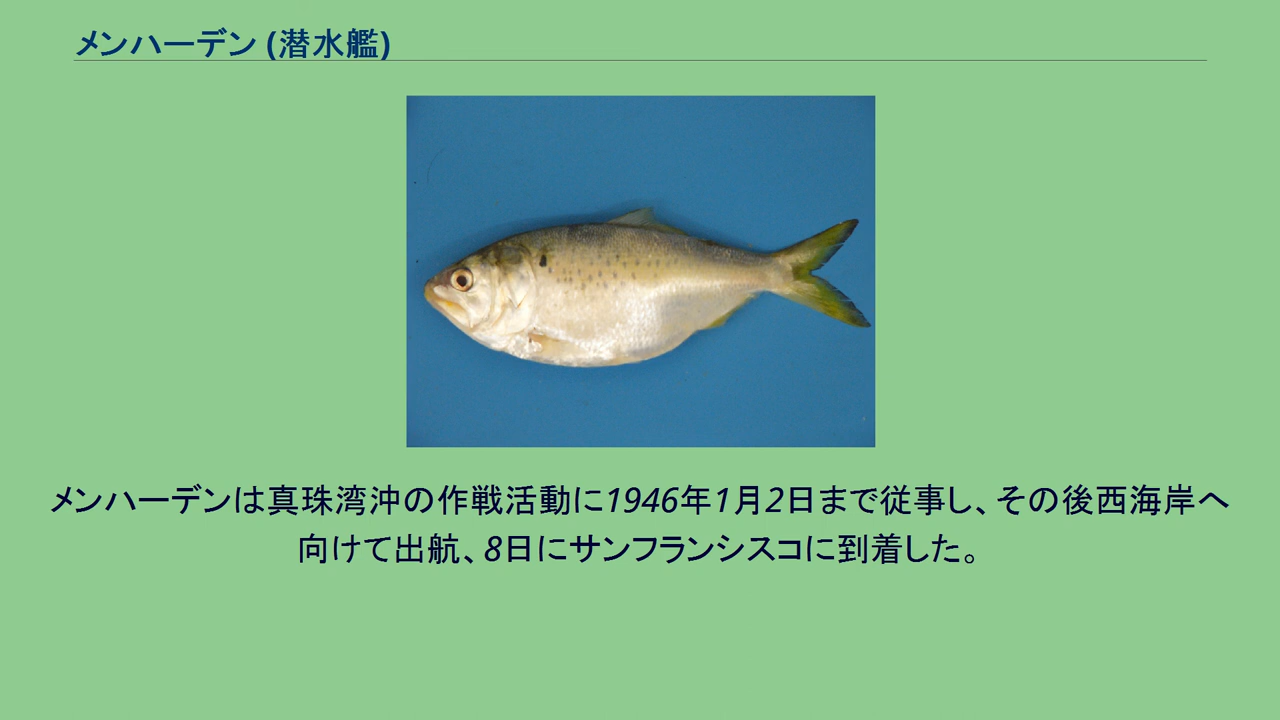 メンハーデン (潜水艦)
メンハーデンは真珠湾沖の作戦活動に1946年1月2日まで従事し、その後西海岸へ
向けて出航、8日にサンフランシスコに到着した。